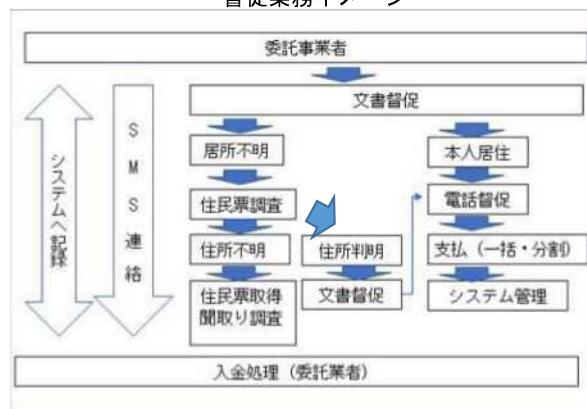 督促業務イメージ
委託事業者
文書督促
システムへ記録
SMS連絡
居所不明
住民票調査
住所不明
住民票取得
聞取り調査
住所判明
文書督促
本人居住
電話督促
支払（一括・分割）
システム管理
入金処理（委託業者）